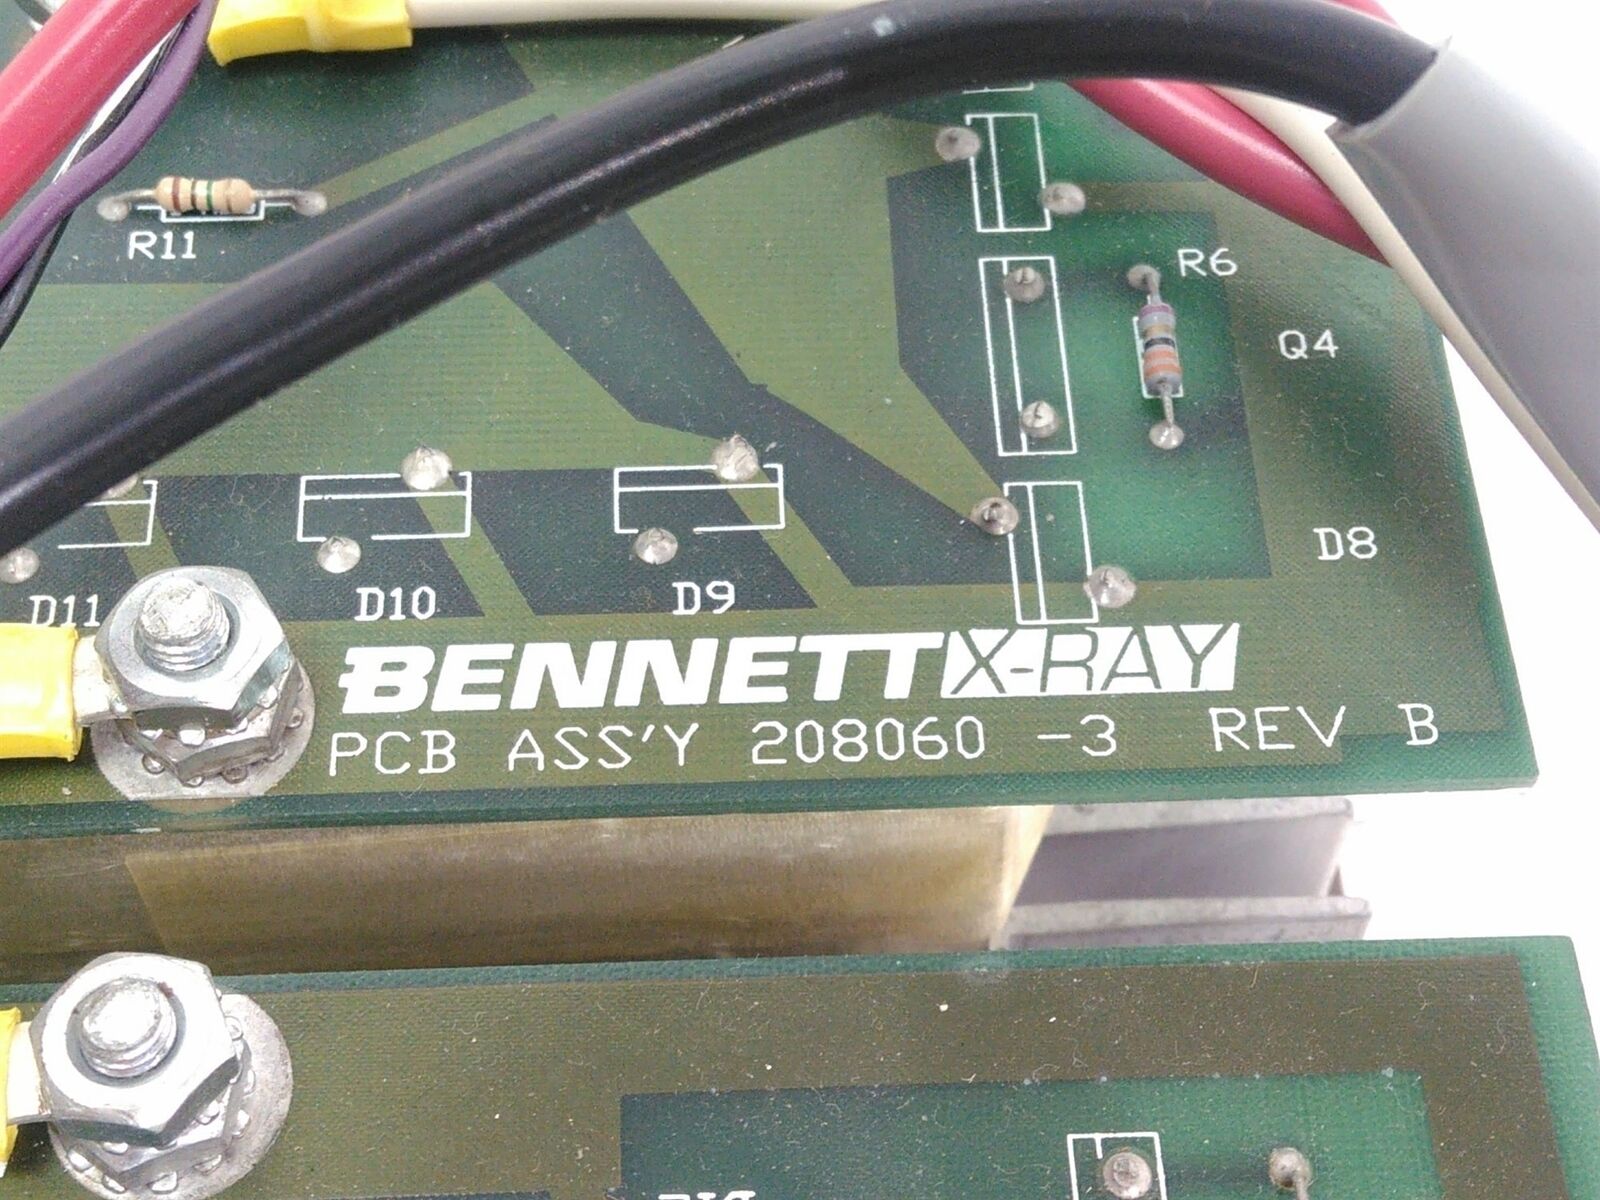 R11
R6
Q4
D8
D11
D10
D9
BENNETT X-RAY
PCB ASS'Y 208060 -3 REV B